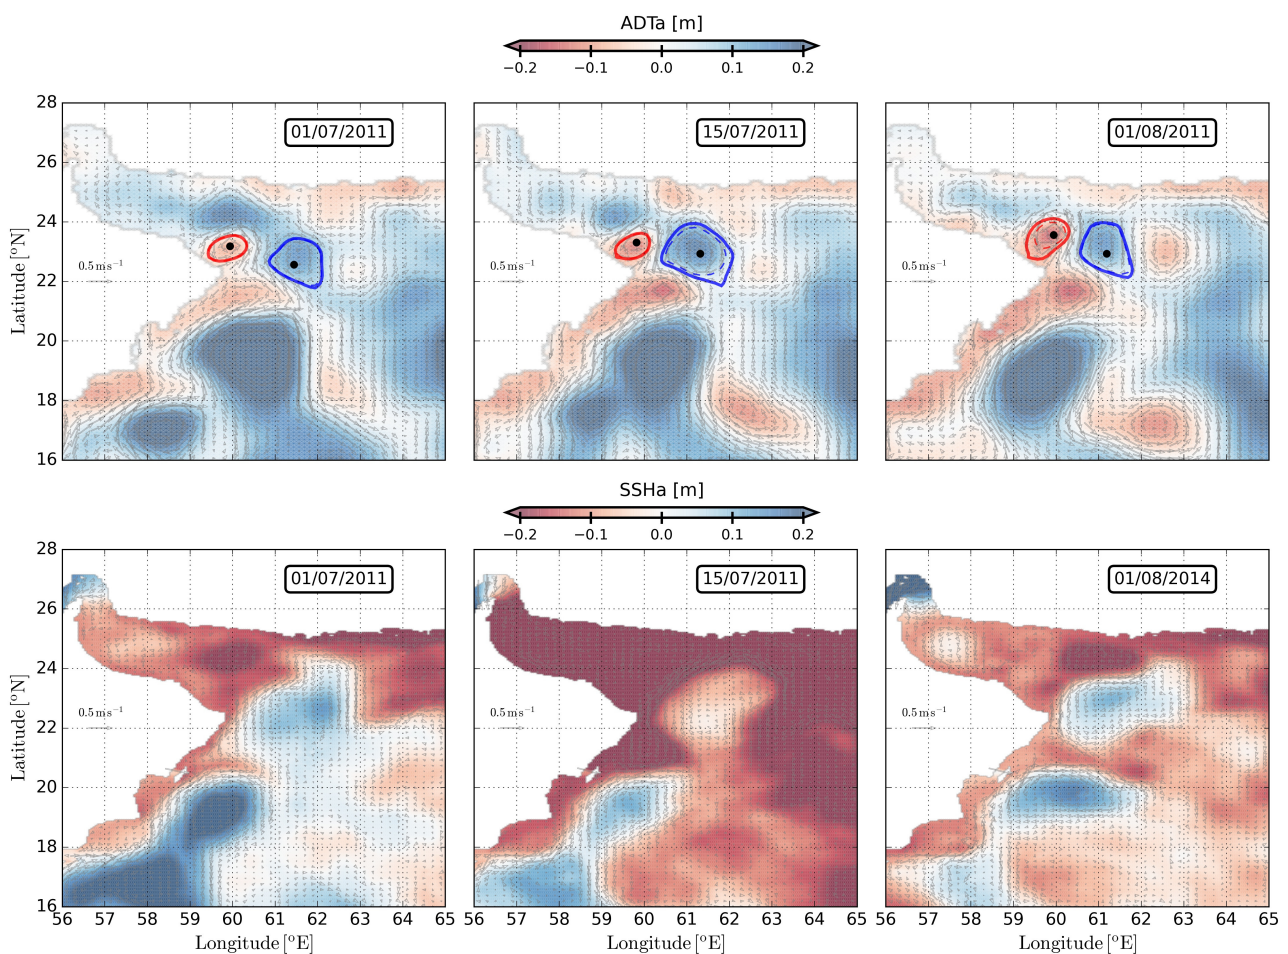 ADTa [m]
−0.2 −0.1 0.0 0.1 0.2
28 01/07/2011 15/07/2011 01/08/2011
26
24
22 0.5 m s⁻¹ 0.5 m s⁻¹ 0.5 m s⁻¹
20
18
16
Latitude [°N]
SSHa [m]
−0.2 −0.1 0.0 0.1 0.2
28 01/07/2011 15/07/2011 01/08/2014
26
24
22 0.5 m s⁻¹ 0.5 m s⁻¹ 0.5 m s⁻¹
20
18
16
Latitude [°N]
56 57 58 59 60 61 62 63 64 65 56 57 58 59 60 61 62 63 64 65 56 57 58 59 60 61 62 63 64 65
Longitude [°E] Longitude [°E] Longitude [°E]